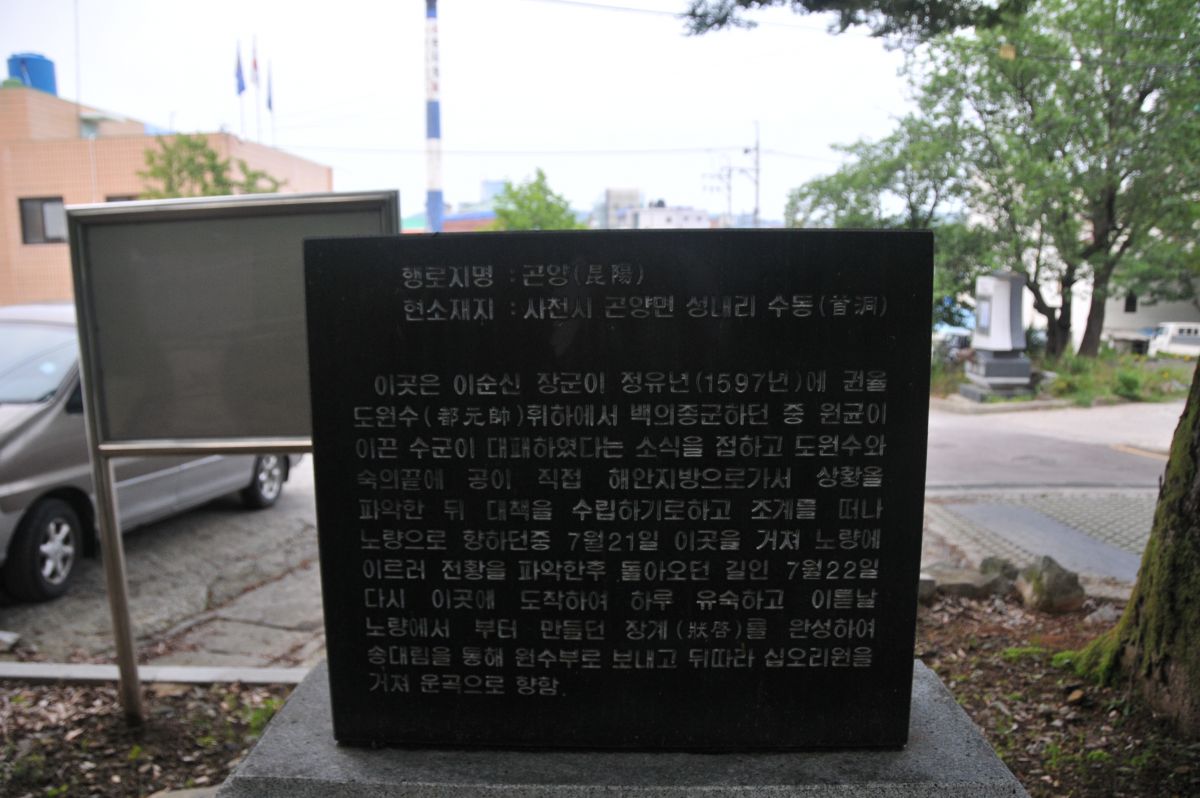 행로지명 : 곤양(昆陽)
현소재지 : 사천시 곤양면 성내리 수동(首洞)
이곳은 이순신 장군이 정유년(1597년)에 권율
도원수(都元帥)휘하에서 백의종군하던 중 원균이
이끈 수군이 대패하였다는 소식을 접하고 도원수와
숙의끝에 공이 직접 해안지방으로가서 상황을
파악한 뒤 대책을 수립하기로하고 조계를 떠나
노량으로 향하던중 7월21일 이곳을 거쳐 노량에
이르러 전황을 파악한후 돌아오던 길인 7월22일
다시 이곳에 도착하여 하루 유숙하고 이튿날
노량에서 부터 만들던 장계(狀啓)를 완성하여
송대립을 통해 원수부로 보내고 뒤따라 십오리원을
거쳐 운곡으로 향함